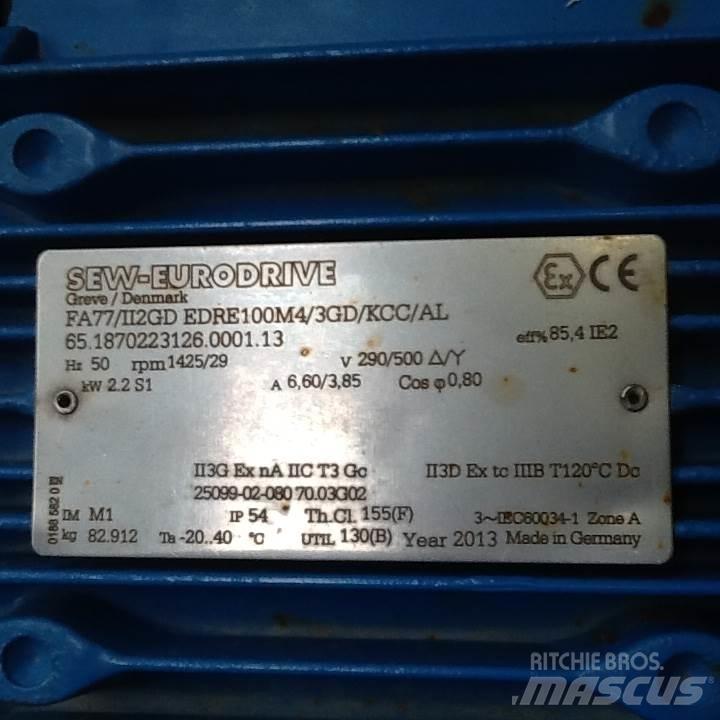 SEW-EURODRIVE
Greve / Denmark
Ex CE
FA77/II2GD EDRE100M4/3GD/KCC/AL
65.1870223126.0001.13 eff% 85,4 IE2
Hz 50 rpm 1425/29 V 290/500 Δ/Y
kW 2.2 S1 A 6,60/3,85 Cos φ 0,80
II3G Ex nA IIC T3 Gc II3D Ex tc IIIB T120°C Dc
25099-02-080 70.03G02
IM M1 IP 54 Th.Cl. 155(F) 3~IEC60034-1 Zone A
kg 82.912 Ta -20..40 °C UTIL 130(B) Year 2013 Made in Germany
0188 582 0 EN
RITCHIE BROS.
MASCUS